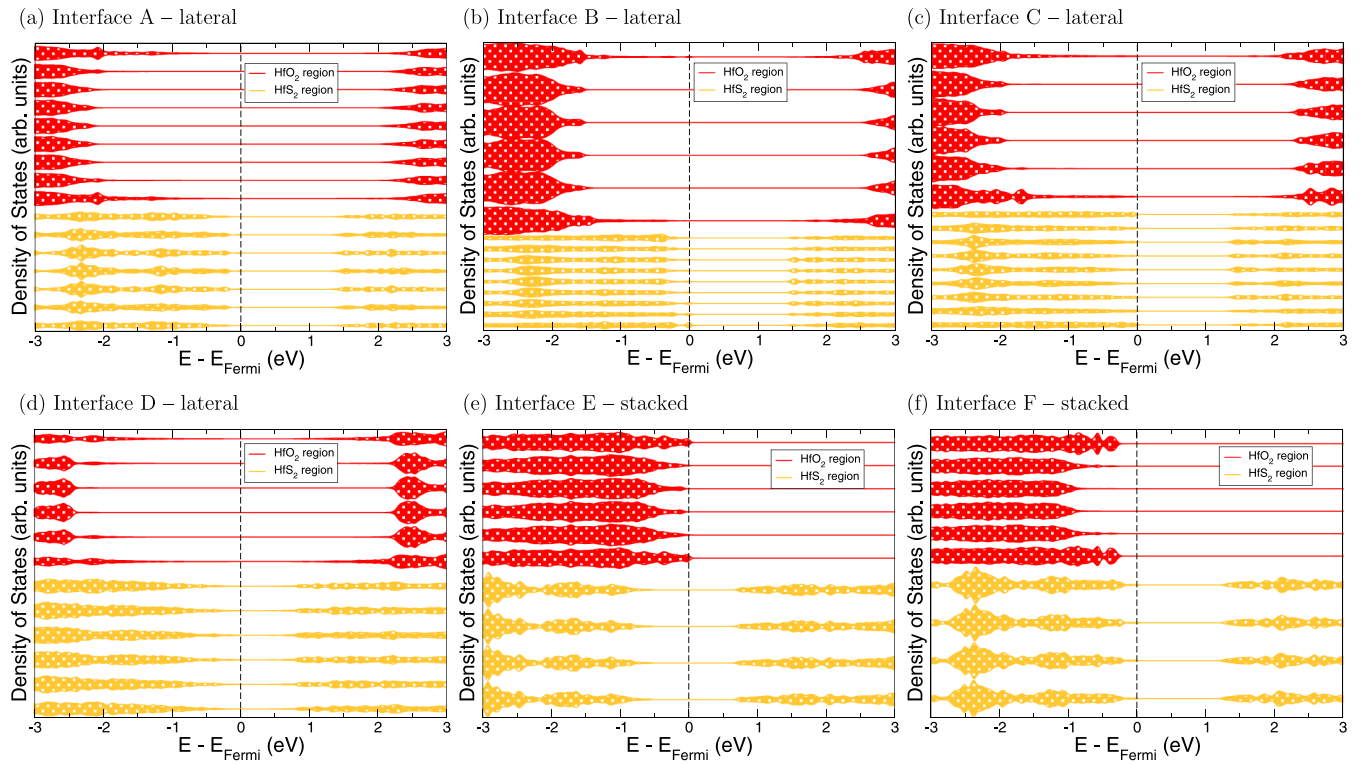 (a) Interface A – lateral
Density of States (arb. units)
HfO2 region
HfS2 region
-3 -2 -1 0 1 2 3
E - EFermi (eV)
(b) Interface B – lateral
Density of States (arb. units)
HfO2 region
HfS2 region
-3 -2 -1 0 1 2 3
E - EFermi (eV)
(c) Interface C – lateral
Density of States (arb. units)
HfO2 region
HfS2 region
-3 -2 -1 0 1 2 3
E - EFermi (eV)
(d) Interface D – lateral
Density of States (arb. units)
HfO2 region
HfS2 region
-3 -2 -1 0 1 2 3
E - EFermi (eV)
(e) Interface E – stacked
Density of States (arb. units)
HfO2 region
HfS2 region
-3 -2 -1 0 1 2 3
E - EFermi (eV)
(f) Interface F – stacked
Density of States (arb. units)
HfO2 region
HfS2 region
-3 -2 -1 0 1 2 3
E - EFermi (eV)